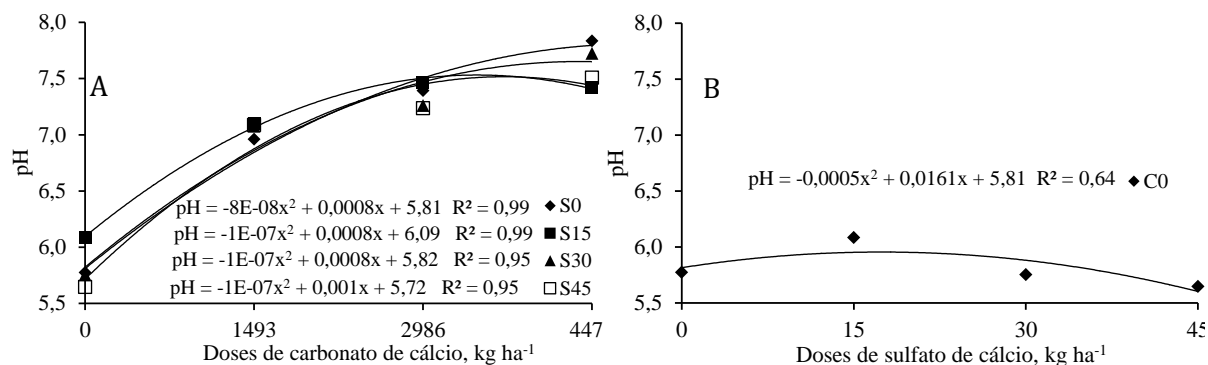 A
pH
8,0
7,5
7,0
6,5
6,0
5,5
pH = -8E-08x² + 0,0008x + 5,81 R² = 0,99 S0
pH = -1E-07x² + 0,0008x + 6,09 R² = 0,99 S15
pH = -1E-07x² + 0,0008x + 5,82 R² = 0,95 S30
pH = -1E-07x² + 0,001x + 5,72 R² = 0,95 S45
0 1493 2986 447
Doses de carbonato de cálcio, kg ha⁻¹
B
pH
8,0
7,5
7,0
6,5
6,0
5,5
pH = -0,0005x² + 0,0161x + 5,81 R² = 0,64 C0
0 15 30 45
Doses de sulfato de cálcio, kg ha⁻¹